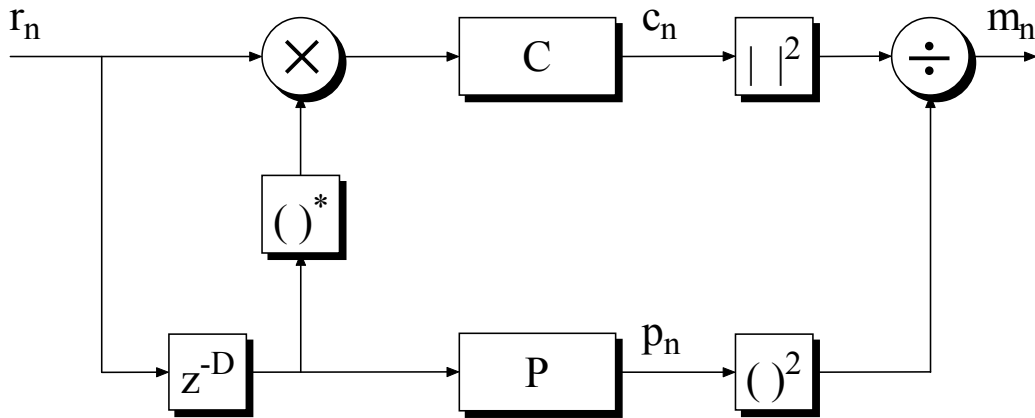 r_n
×
C
c_n
| |²
÷
m_n
( )*
z^-D
P
p_n
( )²